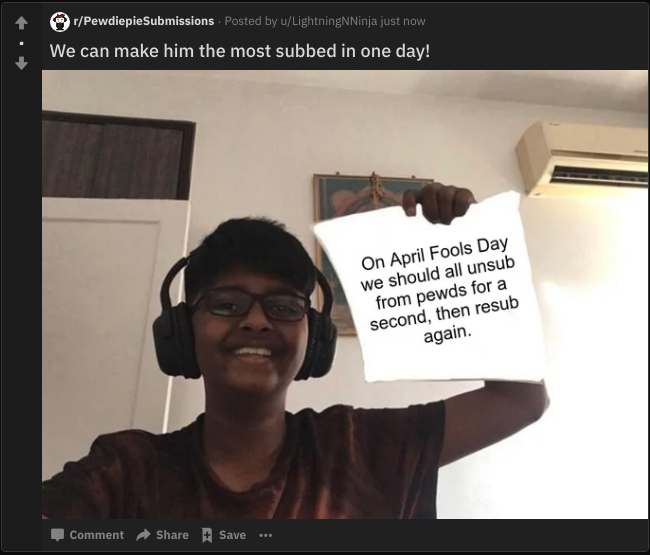 r/PewdiepieSubmissions · Posted by u/LightningNNinja just now
We can make him the most subbed in one day!
On April Fools Day
we should all unsub
from pewds for a
second, then resub
again.
Comment Share Save ...